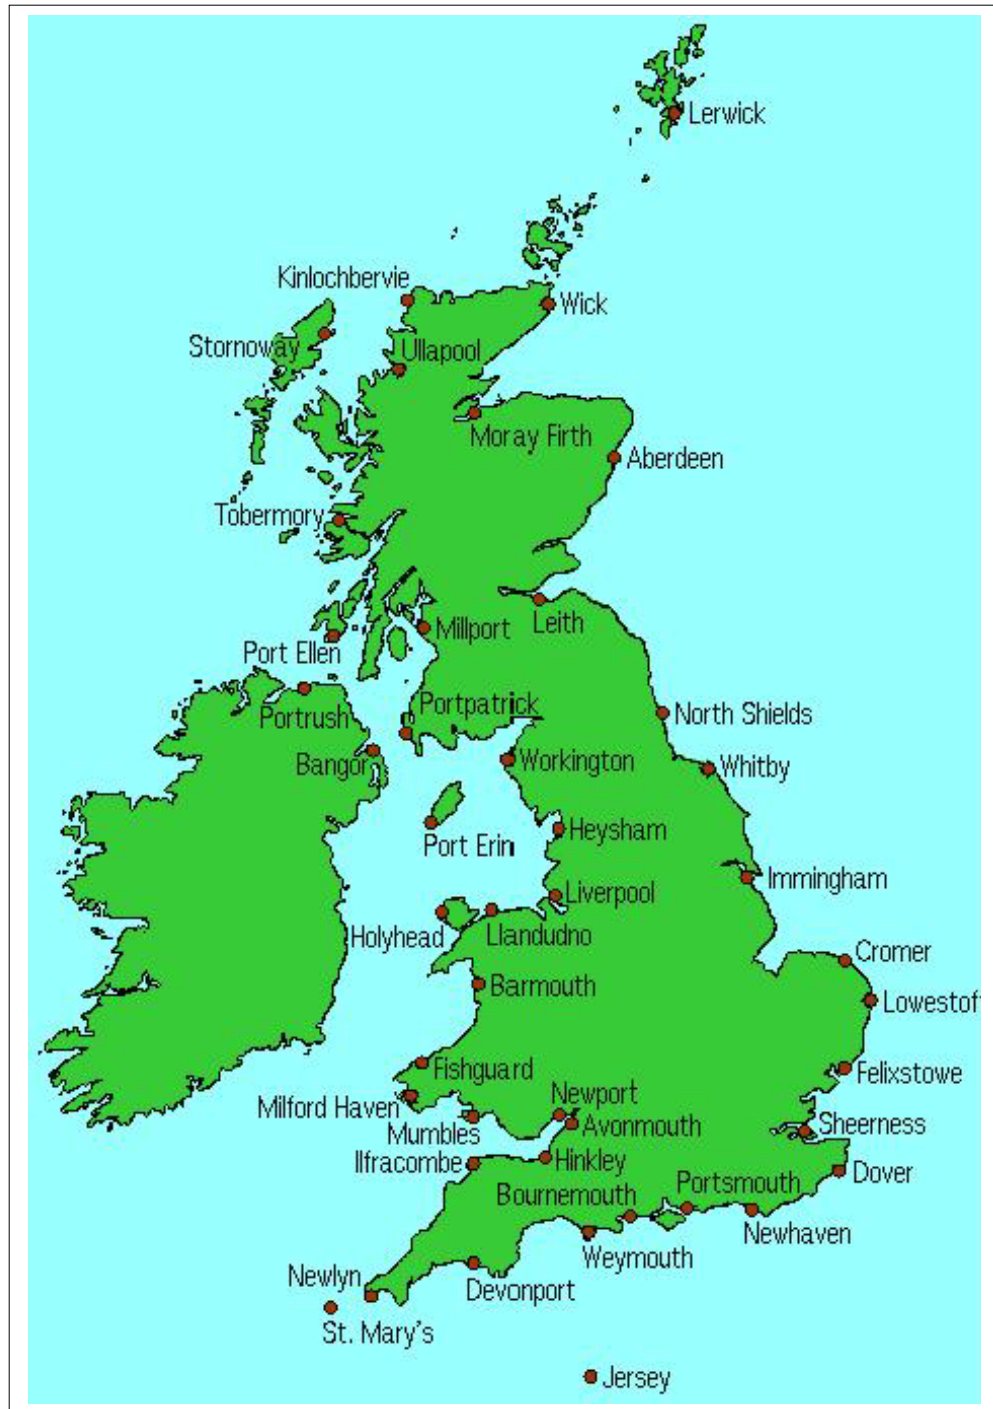 Lerwick
Kinlochbervie
Wick
Stornoway
Ullapool
Moray Firth
Aberdeen
Tobermory
Leith
Millport
Port Ellen
Portpatrick
Portrush
North Shields
Bangor
Workington
Whitby
Heysham
Port Erin
Immingham
Liverpool
Holyhead
Llandudno
Cromer
Barmouth
Lowestof
Fishguard
Felixstowe
Milford Haven
Newport
Mumbles
Avonmouth
Sheerness
Ilfracombe
Hinkley
Dover
Bournemouth
Portsmouth
Newhaven
Weymouth
Newlyn
Devonport
St. Mary's
Jersey